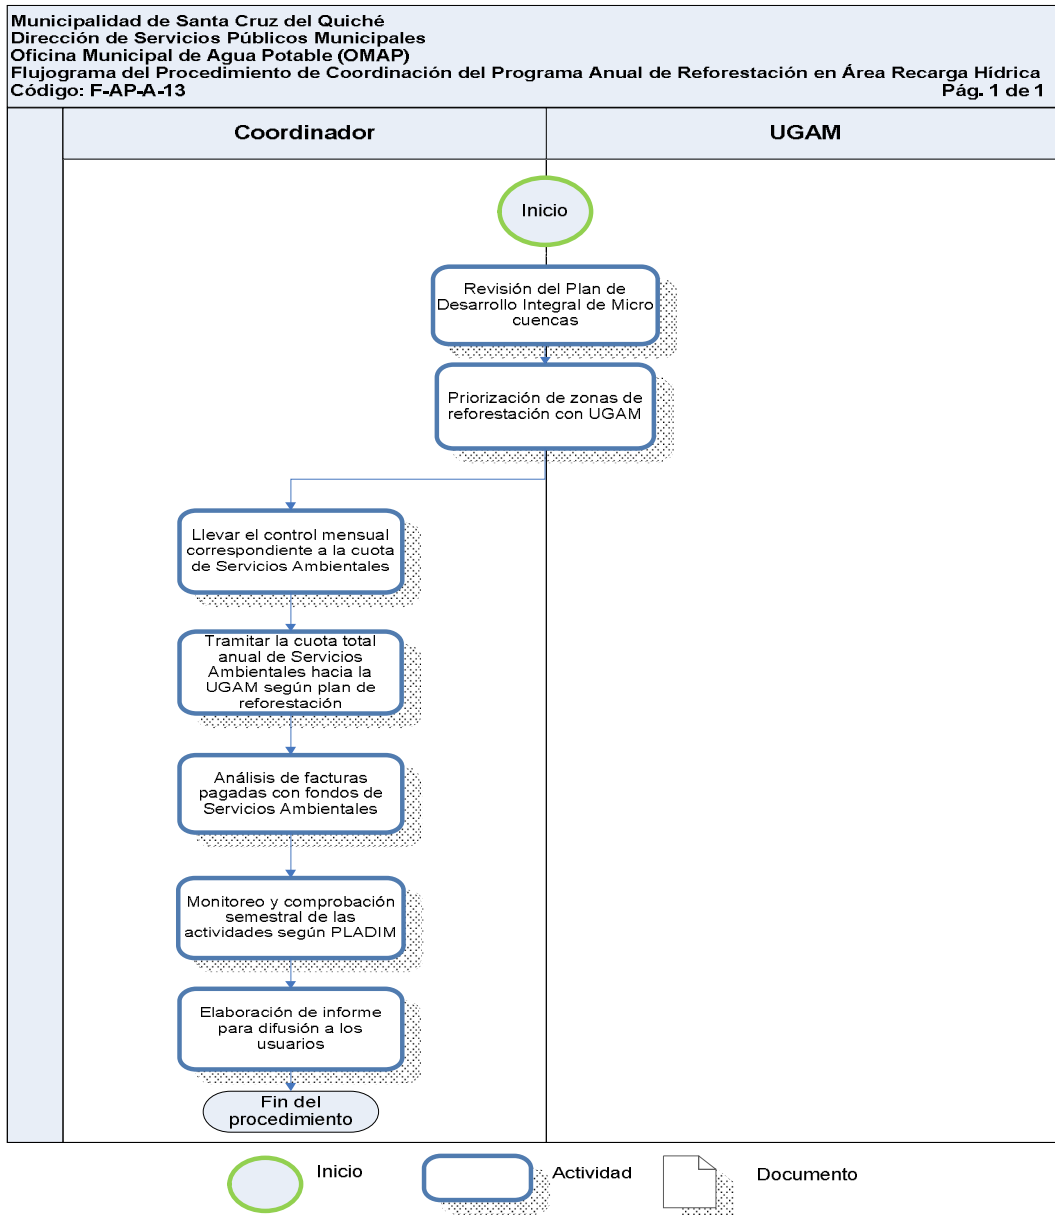 Municipalidad de Santa Cruz del Quiché
Dirección de Servicios Públicos Municipales
Oficina Municipal de Agua Potable (OMAP)
Flujograma del Procedimiento de Coordinación del Programa Anual de Reforestación en Área Recarga Hídrica
Código: F-AP-A-13 Pág. 1 de 1
Coordinador UGAM
Inicio
Revisión del Plan de
Desarrollo Integral de Micro
cuencas
Priorización de zonas de
reforestación con UGAM
Llevar el control mensual
correspondiente a la cuota
de Servicios Ambientales
Tramitar la cuota total
anual de Servicios
Ambientales hacia la
UGAM según plan de
reforestación
Análisis de facturas
pagadas con fondos de
Servicios Ambientales
Monitoreo y comprobación
semestral de las
actividades según PLADIM
Elaboración de informe
para difusión a los
usuarios
Fin del
procedimiento
Inicio Actividad Documento